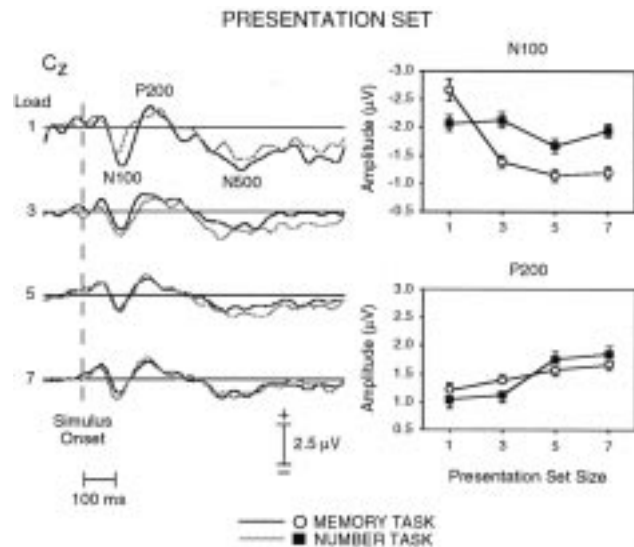 PRESENTATION SET
Cz
Load
P200
1
N100
N500
3
5
7
Simulus
Onset
100 ms
+
2.5 μV
=
N100
Amplitude (μV)
-3.0
-2.5
-2.0
-1.5
-1.0
-0.5
1 3 5 7
P200
Amplitude (μV)
3.0
2.5
2.0
1.5
1.0
0.5
1 3 5 7
Presentation Set Size
MEMORY TASK
NUMBER TASK